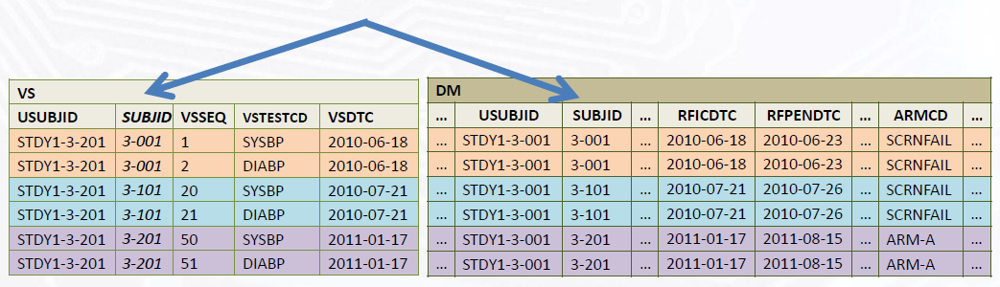 VS
USUBJID SUBJID VSSEQ VSTESTCD VSDTC
STDY1-3-201 3-001 1 SYSBP 2010-06-18
STDY1-3-201 3-001 2 DIABP 2010-06-18
STDY1-3-201 3-101 20 SYSBP 2010-07-21
STDY1-3-201 3-101 21 DIABP 2010-07-21
STDY1-3-201 3-201 50 SYSBP 2011-01-17
STDY1-3-201 3-201 51 DIABP 2011-01-17
DM
... USUBJID SUBJID ... RFICDTC RFPENDTC ... ARMCD ...
... STDY1-3-001 3-001 ... 2010-06-18 2010-06-23 ... SCRNFAIL ...
... STDY1-3-001 3-001 ... 2010-06-18 2010-06-23 ... SCRNFAIL ...
... STDY1-3-001 3-101 ... 2010-07-21 2010-07-26 ... SCRNFAIL ...
... STDY1-3-001 3-101 ... 2010-07-21 2010-07-26 ... SCRNFAIL ...
... STDY1-3-001 3-201 ... 2011-01-17 2011-08-15 ... ARM-A ...
... STDY1-3-001 3-201 ... 2011-01-17 2011-08-15 ... ARM-A ...